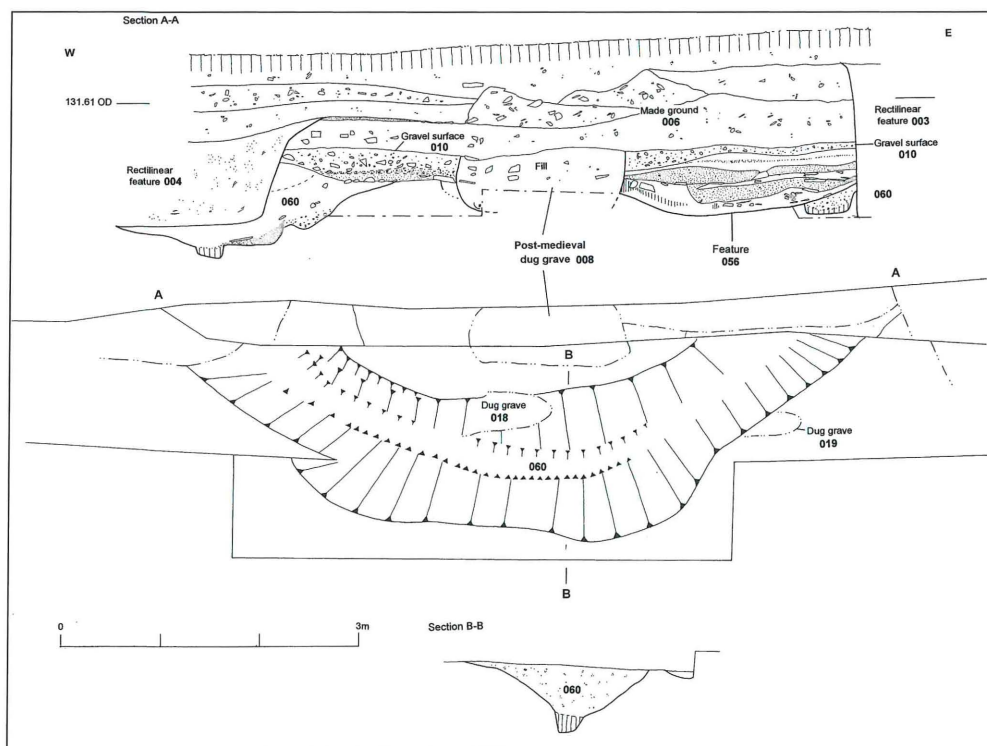 Section A-A
W
E
131.61 OD
Made ground
006
Rectilinear
feature 003
Gravel surface
010
Gravel surface
010
Rectilinear
feature 004
Fill
060
060
Post-medieval
dug grave 008
Feature
056
A
A
B
Dug grave
018
Dug grave
019
060
B
0
3m
Section B-B
060